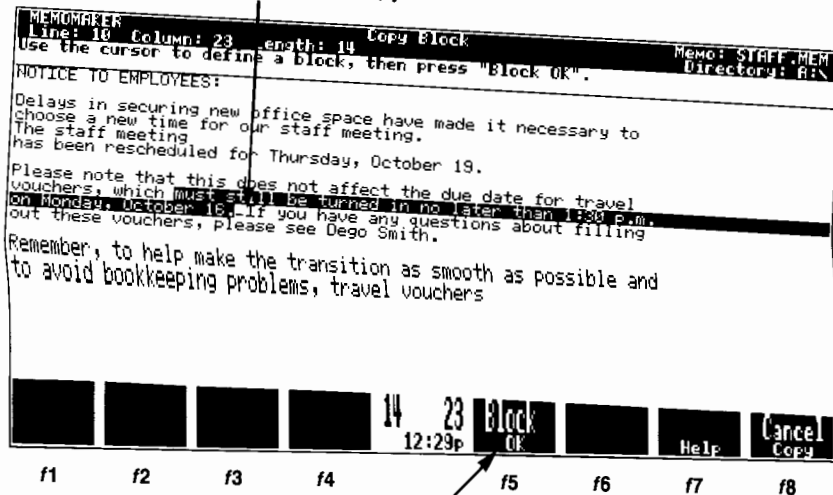 MEMOMAKER Copy Block Memo: STAFF.MEM
Line: 10 Column: 23 Length: 14 Directory: A:\
Use the cursor to define a block, then press "Block OK".
NOTICE TO EMPLOYEES:
Delays in securing new office space have made it necessary to
choose a new time for our staff meeting.
The staff meeting
has been rescheduled for Thursday, October 19.
Please note that this does not affect the due date for travel
vouchers, which must still be turned in no later than 1:30 p.m.
on Monday, October 16. If you have any questions about filling
out these vouchers, please see Dego Smith.
Remember, to help make the transition as smooth as possible and
to avoid bookkeeping problems, travel vouchers
14 23 Block Cancel
12:29p OK Help Copy
f1 f2 f3 f4 f5 f6 f7 f8